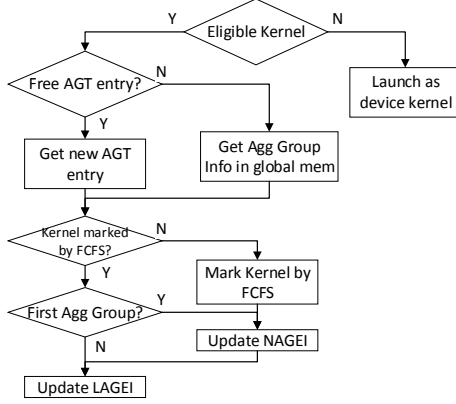 Y
Eligible Kernel
N
Free AGT entry?
N
Launch as
device kernel
Y
Get new AGT
entry
Get Agg Group
Info in global mem
Kernel marked
by FCFS?
N
Y
Mark Kernel by
FCFS
First Agg Group?
Y
N
Update NAGEI
Update LAGEI